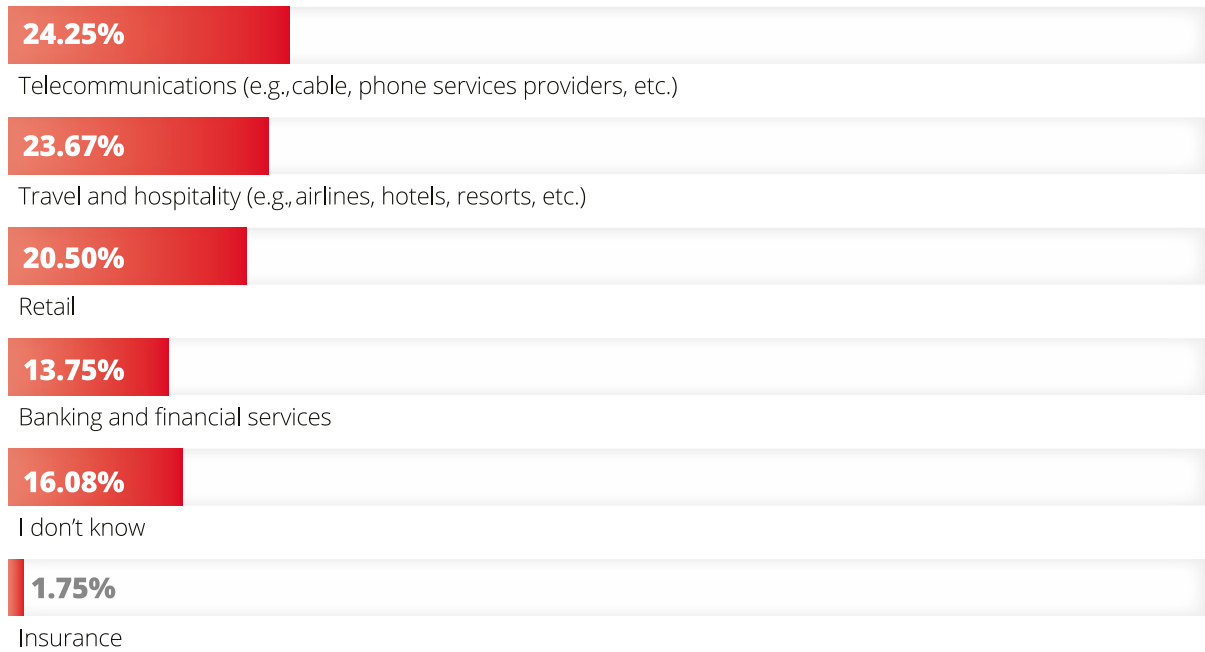 24.25%
Telecommunications (e.g.,cable, phone services providers, etc.)
23.67%
Travel and hospitality (e.g., airlines, hotels, resorts, etc.)
20.50%
Retail
13.75%
Banking and financial services
16.08%
I don’t know
1.75%
Insurance